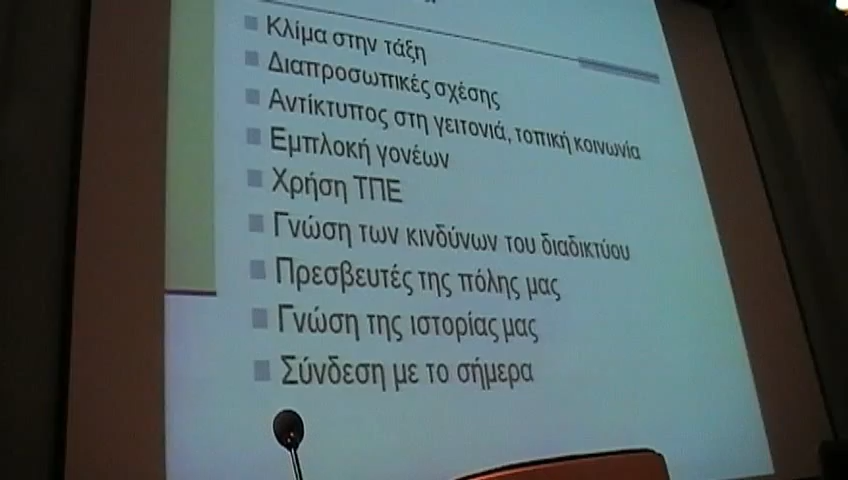 Κλίμα στην τάξη
Διαπροσωπικές σχέσης
Αντίκτυπος στη γειτονιά, τοπική κοινωνία
Εμπλοκή γονέων
Χρήση ΤΠΕ
Γνώση των κινδύνων του διαδικτύου
Πρεσβευτές της πόλης μας
Γνώση της ιστορίας μας
Σύνδεση με το σήμερα